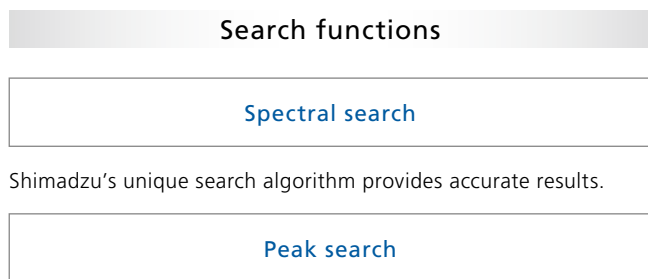 Search functions
Spectral search
Shimadzu’s unique search algorithm provides accurate results.
Peak search